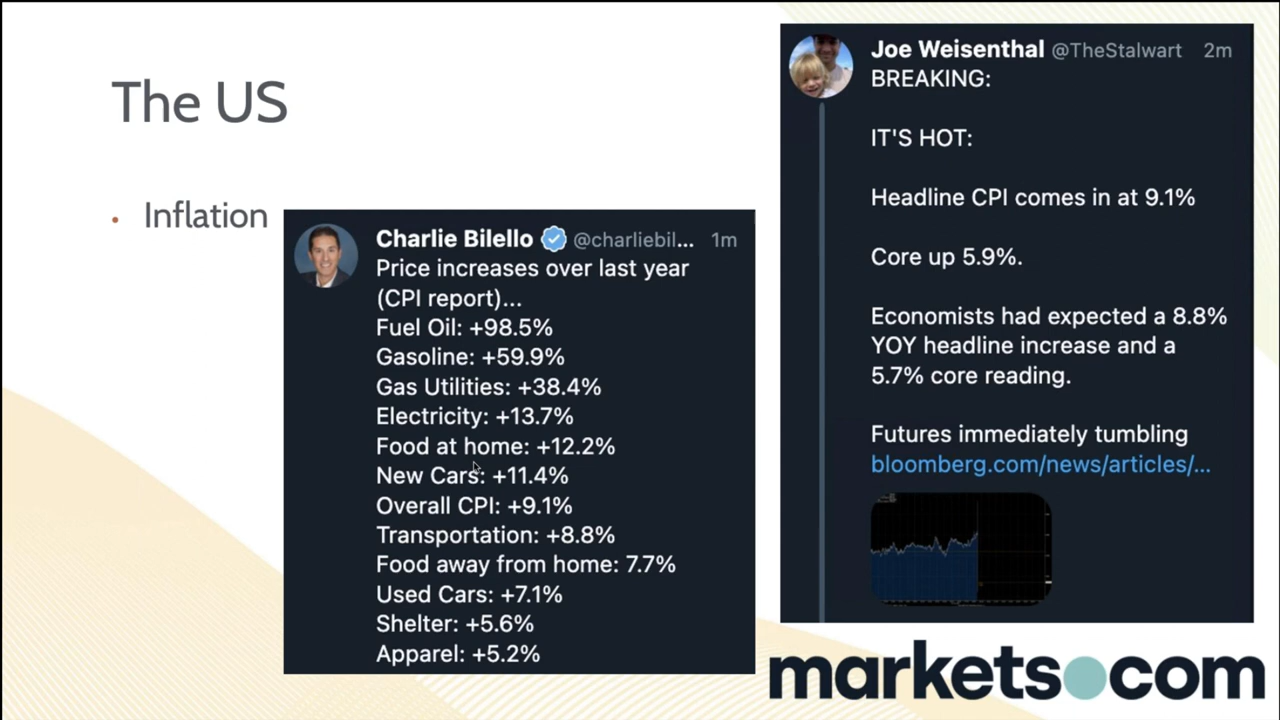 The US
• Inflation
Charlie Bilello @charliebil... 1m
Price increases over last year
(CPI report)...
Fuel Oil: +98.5%
Gasoline: +59.9%
Gas Utilities: +38.4%
Electricity: +13.7%
Food at home: +12.2%
New Cars: +11.4%
Overall CPI: +9.1%
Transportation: +8.8%
Food away from home: 7.7%
Used Cars: +7.1%
Shelter: +5.6%
Apparel: +5.2%
Joe Weisenthal @TheStalwart 2m
BREAKING:
IT'S HOT:
Headline CPI comes in at 9.1%
Core up 5.9%.
Economists had expected a 8.8%
YOY headline increase and a
5.7% core reading.
Futures immediately tumbling
bloomberg.com/news/articles/...
markets.com